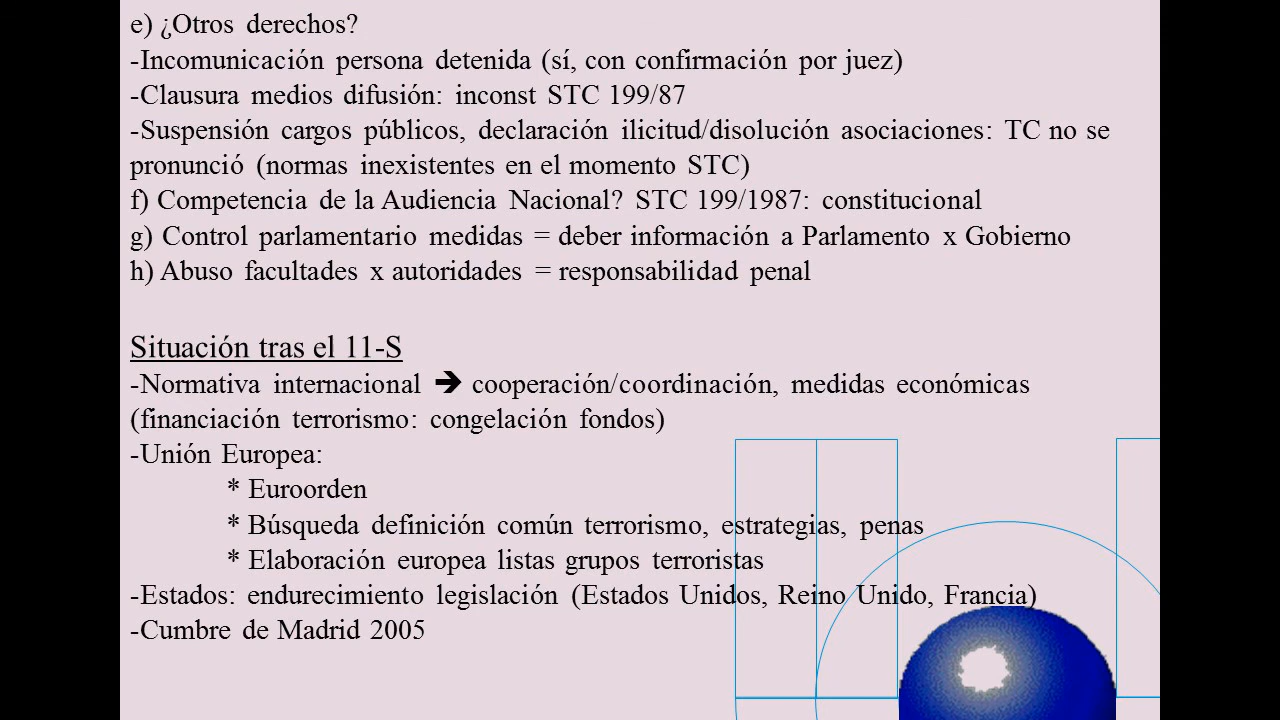 e) ¿Otros derechos?
-Incomunicación persona detenida (sí, con confirmación por juez)
-Clausura medios difusión: inconst STC 199/87
-Suspensión cargos públicos, declaración ilicitud/disolución asociaciones: TC no se
pronunció (normas inexistentes en el momento STC)
f) Competencia de la Audiencia Nacional? STC 199/1987: constitucional
g) Control parlamentario medidas = deber información a Parlamento x Gobierno
h) Abuso facultades x autoridades = responsabilidad penal
Situación tras el 11-S
-Normativa internacional ➔ cooperación/coordinación, medidas económicas
(financiación terrorismo: congelación fondos)
-Unión Europea:
* Euroorden
* Búsqueda definición común terrorismo, estrategias, penas
* Elaboración europea listas grupos terroristas
-Estados: endurecimiento legislación (Estados Unidos, Reino Unido, Francia)
-Cumbre de Madrid 2005